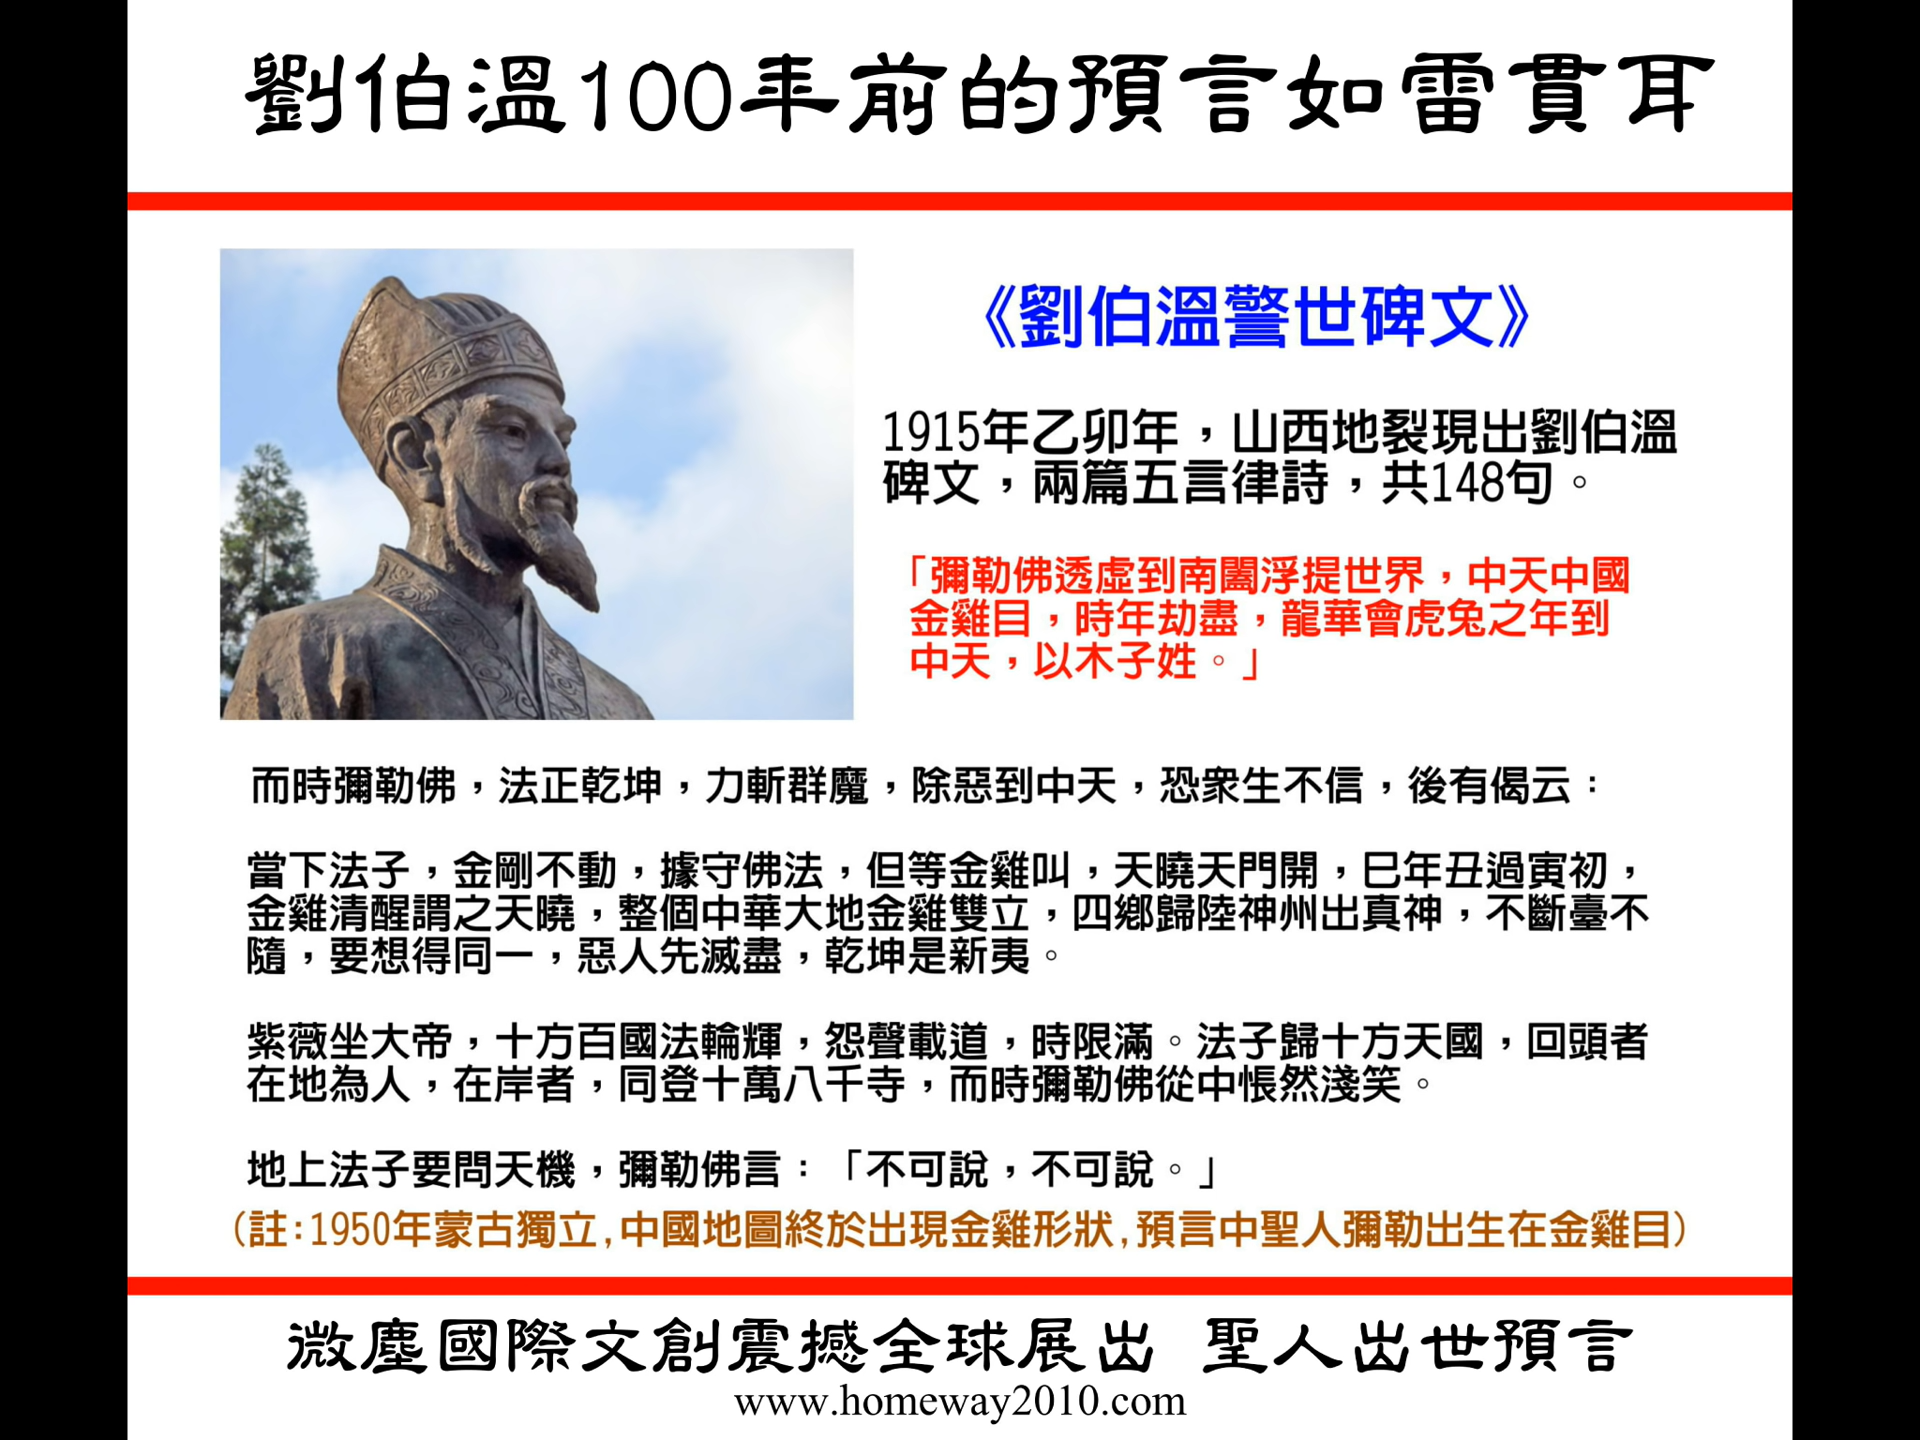 劉伯溫100年前的預言如雷貫耳
《劉伯溫警世碑文》
1915年乙卯年，山西地裂現出劉伯溫
碑文，兩篇五言律詩，共148句。
「彌勒佛透虛到南閻浮提世界，中天中國
金雞目，時年劫盡，龍華會虎兔之年到
中天，以木子姓。」
而時彌勒佛，法正乾坤，力斬群魔，除惡到中天，恐衆生不信，後有偈云：
當下法子，金剛不動，據守佛法，但等金雞叫，天曉天門開，巳年丑過寅初，
金雞清醒謂之天曉，整個中華大地金雞雙立，四鄉歸陸神州出真神，不斷臺不
隨，要想得同一，惡人先滅盡，乾坤是新夷。
紫薇坐大帝，十方百國法輪輝，怨聲載道，時限滿。法子歸十方天國，回頭者
在地為人，在岸者，同登十萬八千寺，而時彌勒佛從中悵然淺笑。
地上法子要問天機，彌勒佛言：「不可說，不可說。」
(註:1950年蒙古獨立,中國地圖終於出現金雞形狀,預言中聖人彌勒出生在金雞目)
微塵國際文創震撼全球展出 聖人出世預言
www.homeway2010.com